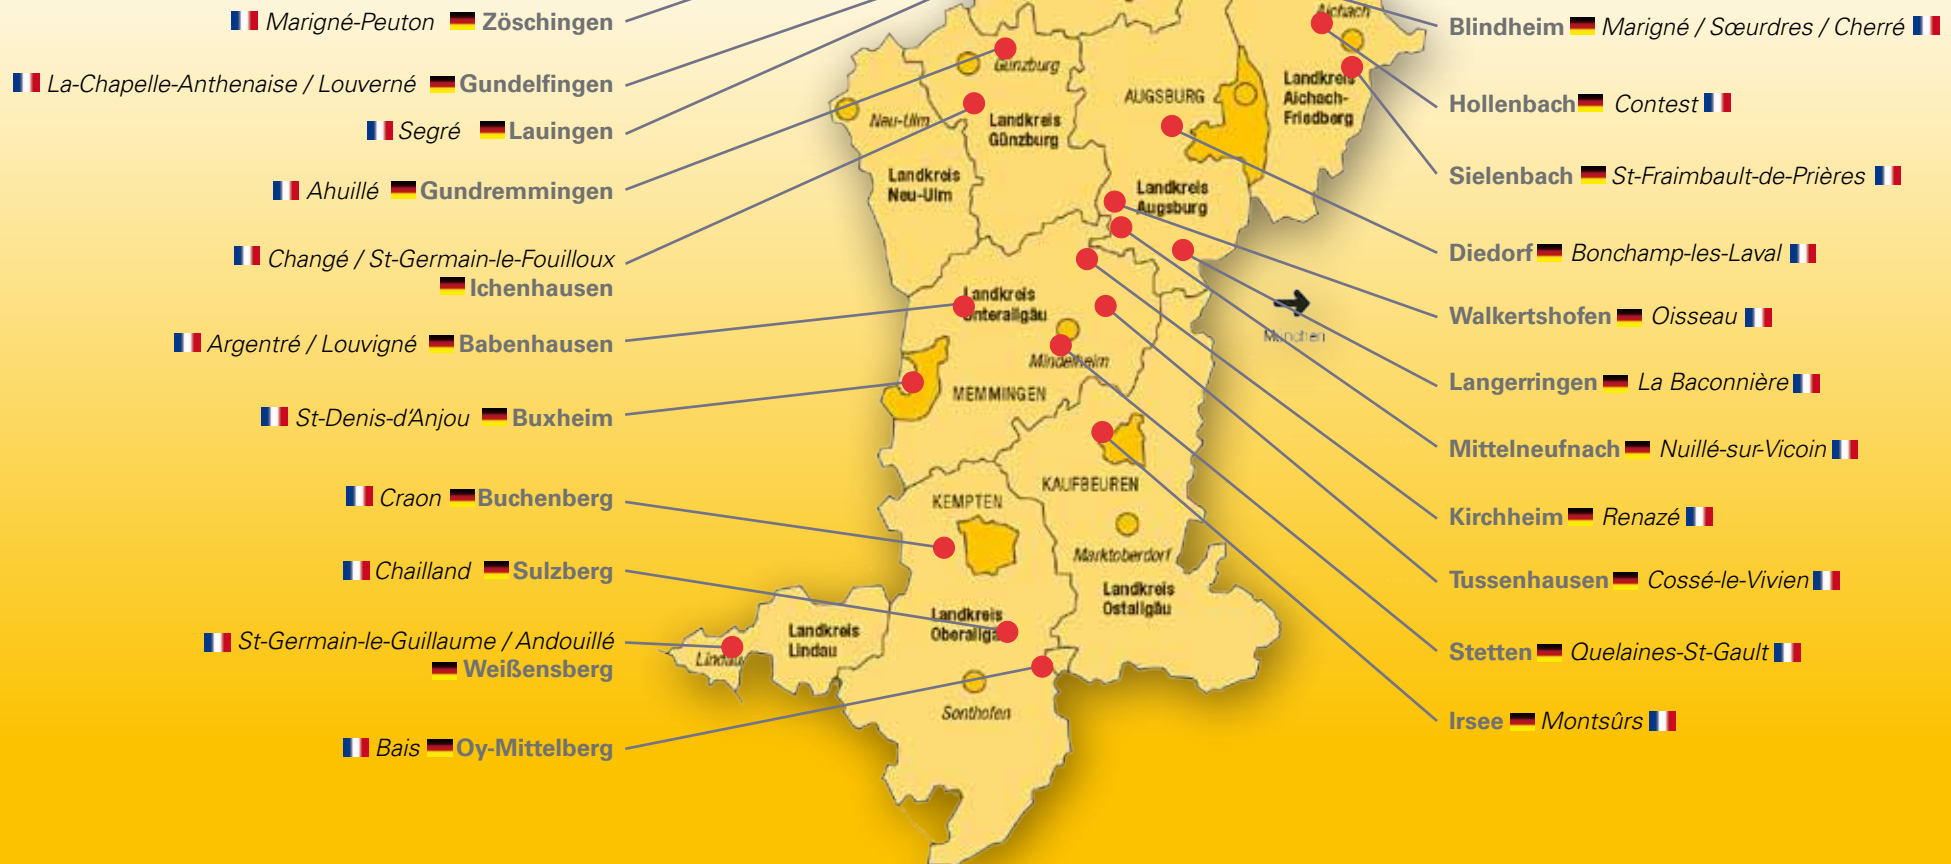 Marigné-Peuton Zöschingen
La-Chapelle-Anthenaise / Louverné Gundelfingen
Segré Lauingen
Ahuillé Gundremmingen
Changé / St-Germain-le-Fouilloux
Ichenhausen
Argentré / Louvigné Babenhausen
St-Denis-d'Anjou Buxheim
Craon Buchenberg
Chailland Sulzberg
St-Germain-le-Guillaume / Andouillé
Weißensberg
Bais Oy-Mittelberg
Aichach
Günzburg
Neu-Ulm
Landkreis
Günzburg
Landkreis
Neu-Ulm
AUGSBURG
Landkreis
Aichach-
Friedberg
Landkreis
Augsburg
Landkreis
Unterallgäu
Mindelheim
MEMMINGEN
München
KAUFBEUREN
KEMPTEN
Marktoberdorf
Landkreis
Ostallgäu
Landkreis
Oberallgäu
Landkreis
Lindau
Lindau
Sonthofen
Blindheim Marigné / Sœurdres / Cherré
Hollenbach Contest
Sielenbach St-Fraimbault-de-Prières
Diedorf Bonchamp-les-Laval
Walkertshofen Oisseau
Langerringen La Baconnière
Mittelneufnach Nuillé-sur-Vicoin
Kirchheim Renazé
Tussenhausen Cossé-le-Vivien
Stetten Quelaines-St-Gault
Irsee Montsûrs